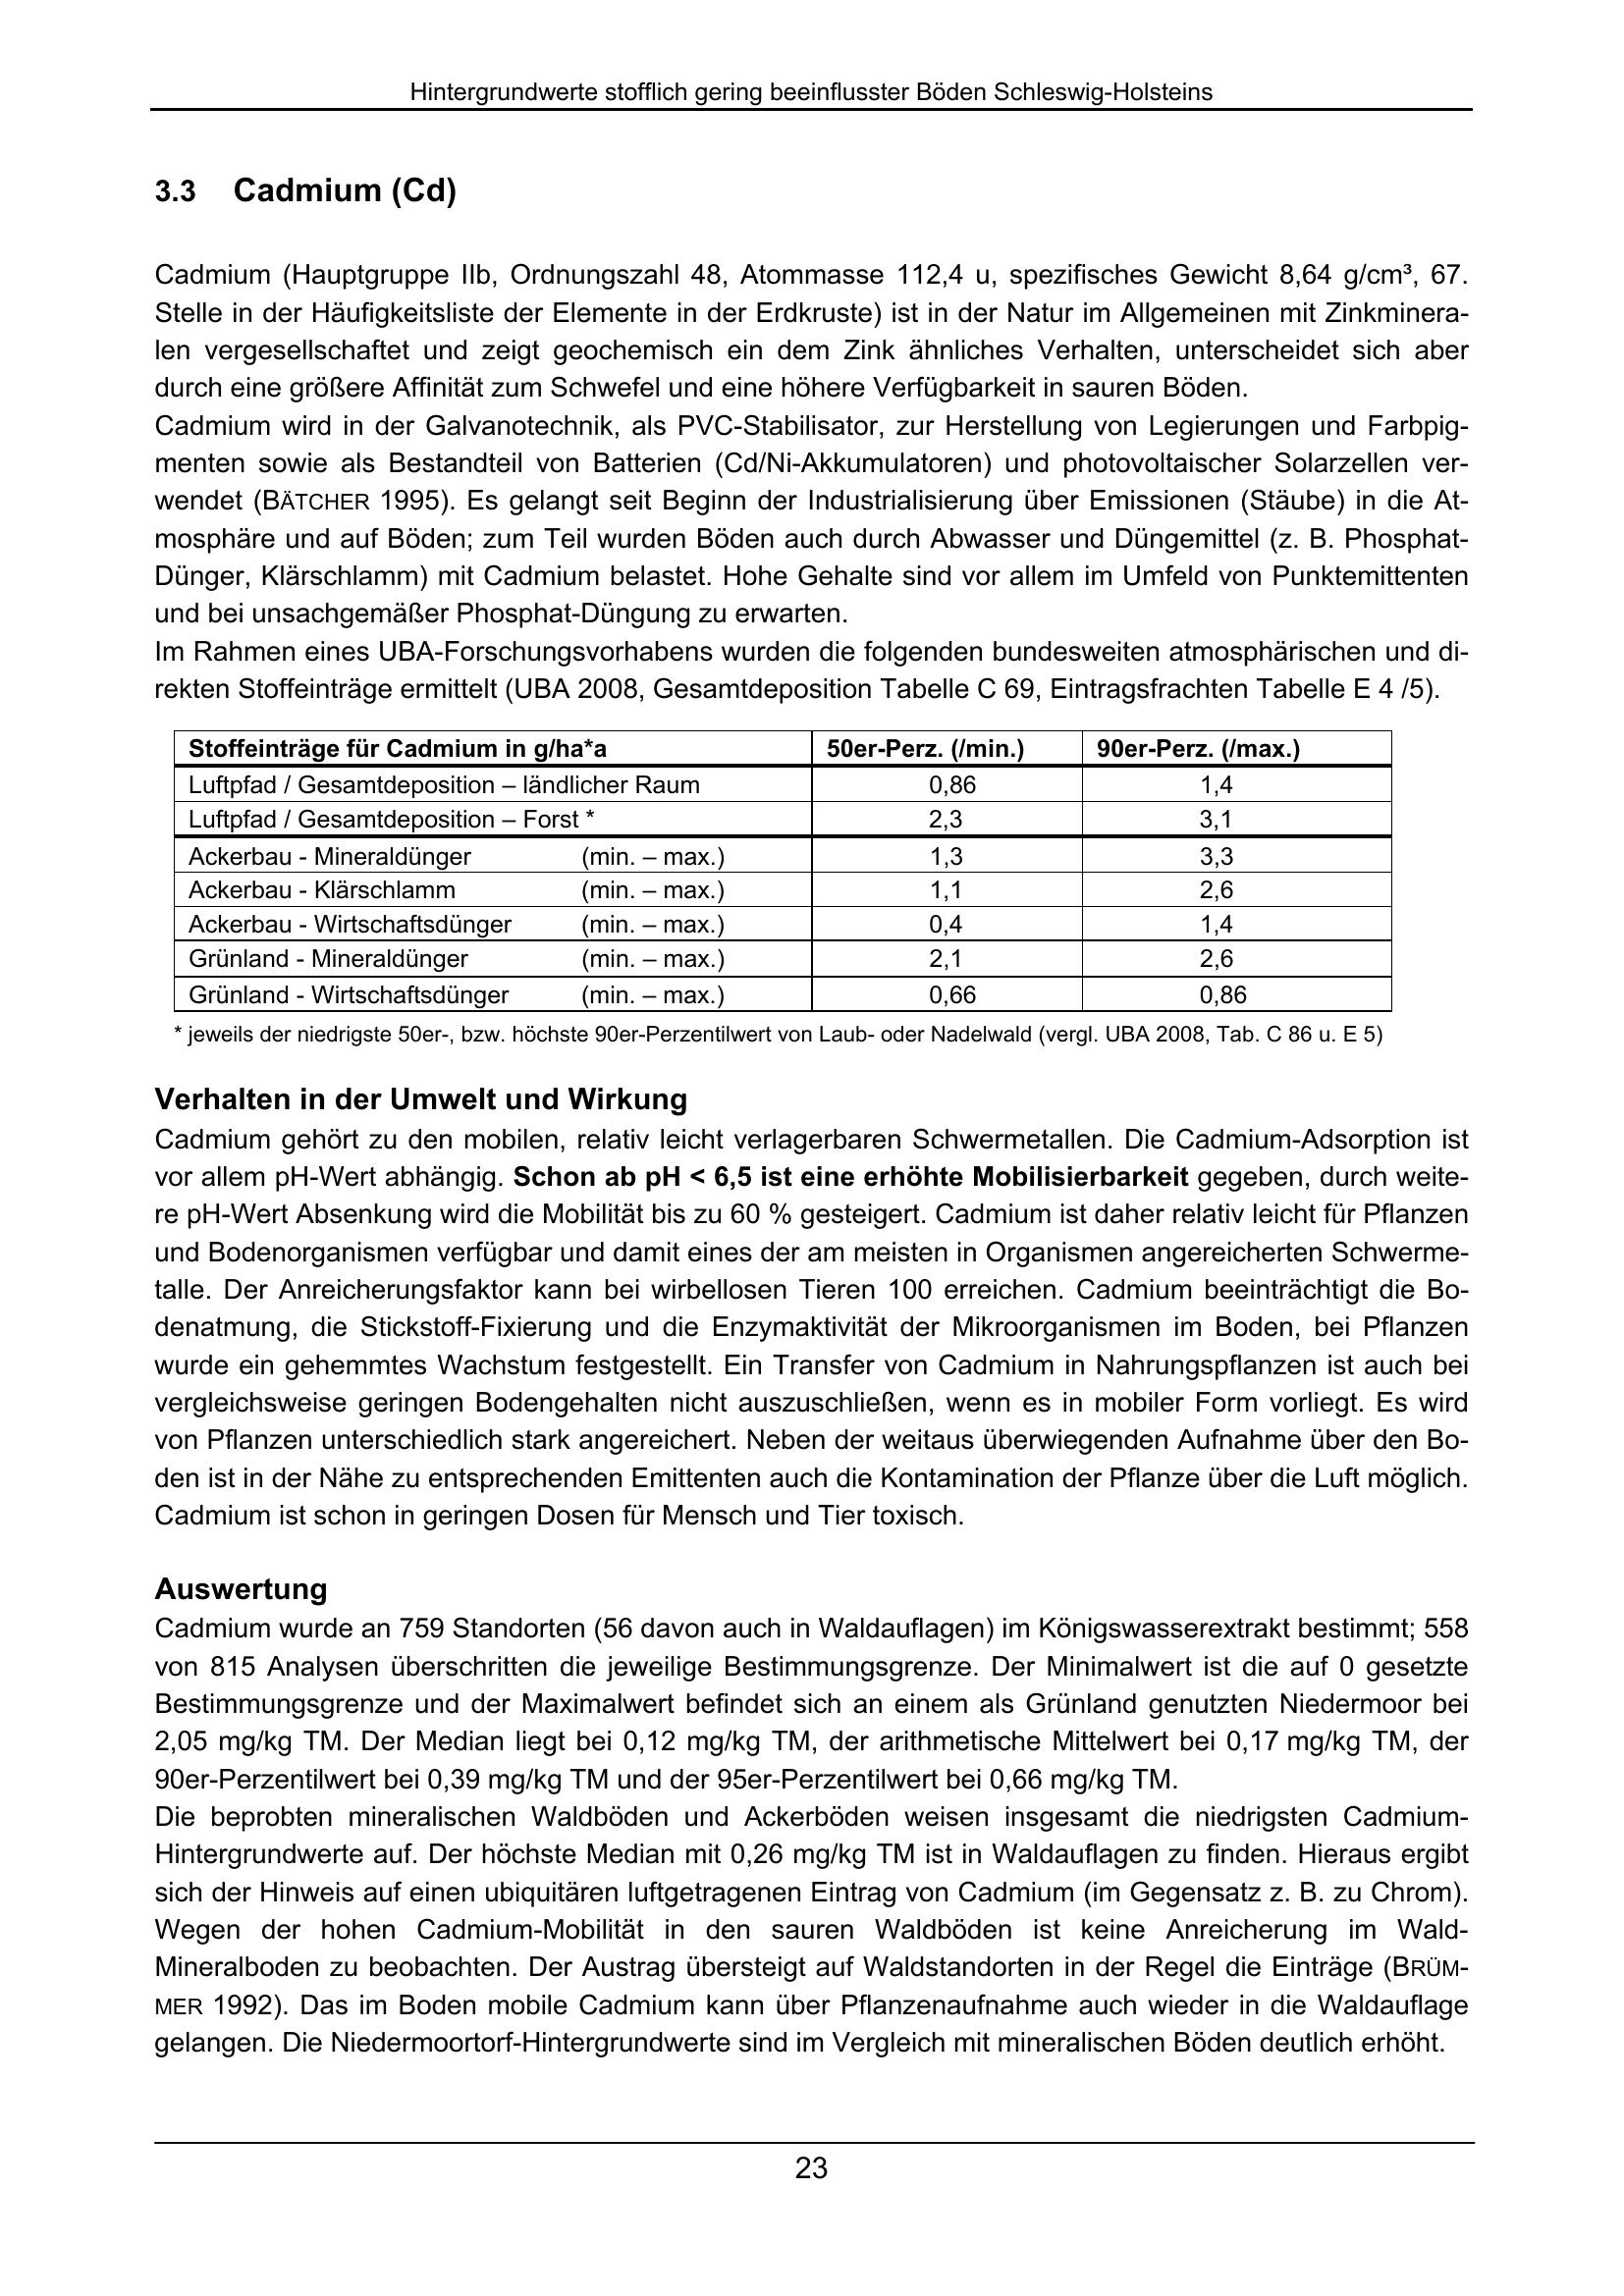 Hintergrundwerte stofflich gering beeinflusster Böden Schleswig-Holsteins
3.3 Cadmium (Cd)
Cadmium (Hauptgruppe IIb, Ordnungszahl 48, Atommasse 112,4 u, spezifisches Gewicht 8,64 g/cm³, 67.
Stelle in der Häufigkeitsliste der Elemente in der Erdkruste) ist in der Natur im Allgemeinen mit Zinkminera-
len vergesellschaftet und zeigt geochemisch ein dem Zink ähnliches Verhalten, unterscheidet sich aber
durch eine größere Affinität zum Schwefel und eine höhere Verfügbarkeit in sauren Böden.
Cadmium wird in der Galvanotechnik, als PVC-Stabilisator, zur Herstellung von Legierungen und Farbpig-
menten sowie als Bestandteil von Batterien (Cd/Ni-Akkumulatoren) und photovoltaischer Solarzellen ver-
wendet (BÄTCHER 1995). Es gelangt seit Beginn der Industrialisierung über Emissionen (Stäube) in die At-
mosphäre und auf Böden; zum Teil wurden Böden auch durch Abwasser und Düngemittel (z. B. Phosphat-
Dünger, Klärschlamm) mit Cadmium belastet. Hohe Gehalte sind vor allem im Umfeld von Punktemittenten
und bei unsachgemäßer Phosphat-Düngung zu erwarten.
Im Rahmen eines UBA-Forschungsvorhabens wurden die folgenden bundesweiten atmosphärischen und di-
rekten Stoffeinträge ermittelt (UBA 2008, Gesamtdeposition Tabelle C 69, Eintragsfrachten Tabelle E 4 /5).
Stoffeinträge für Cadmium in g/ha*a 50er-Perz. (/min.) 90er-Perz. (/max.)
Luftpfad / Gesamtdeposition – ländlicher Raum 0,86 1,4
Luftpfad / Gesamtdeposition – Forst * 2,3 3,1
Ackerbau - Mineraldünger (min. – max.) 1,3 3,3
Ackerbau - Klärschlamm (min. – max.) 1,1 2,6
Ackerbau - Wirtschaftsdünger (min. – max.) 0,4 1,4
Grünland - Mineraldünger (min. – max.) 2,1 2,6
Grünland - Wirtschaftsdünger (min. – max.) 0,66 0,86
* jeweils der niedrigste 50er-, bzw. höchste 90er-Perzentilwert von Laub- oder Nadelwald (vergl. UBA 2008, Tab. C 86 u. E 5)
Verhalten in der Umwelt und Wirkung
Cadmium gehört zu den mobilen, relativ leicht verlagerbaren Schwermetallen. Die Cadmium-Adsorption ist
vor allem pH-Wert abhängig. Schon ab pH < 6,5 ist eine erhöhte Mobilisierbarkeit gegeben, durch weite-
re pH-Wert Absenkung wird die Mobilität bis zu 60 % gesteigert. Cadmium ist daher relativ leicht für Pflanzen
und Bodenorganismen verfügbar und damit eines der am meisten in Organismen angereicherten Schwerme-
talle. Der Anreicherungsfaktor kann bei wirbellosen Tieren 100 erreichen. Cadmium beeinträchtigt die Bo-
denatmung, die Stickstoff-Fixierung und die Enzymaktivität der Mikroorganismen im Boden, bei Pflanzen
wurde ein gehemmtes Wachstum festgestellt. Ein Transfer von Cadmium in Nahrungspflanzen ist auch bei
vergleichsweise geringen Bodengehalten nicht auszuschließen, wenn es in mobiler Form vorliegt. Es wird
von Pflanzen unterschiedlich stark angereichert. Neben der weitaus überwiegenden Aufnahme über den Bo-
den ist in der Nähe zu entsprechenden Emittenten auch die Kontamination der Pflanze über die Luft möglich.
Cadmium ist schon in geringen Dosen für Mensch und Tier toxisch.
Auswertung
Cadmium wurde an 759 Standorten (56 davon auch in Waldauflagen) im Königswasserextrakt bestimmt; 558
von 815 Analysen überschritten die jeweilige Bestimmungsgrenze. Der Minimalwert ist die auf 0 gesetzte
Bestimmungsgrenze und der Maximalwert befindet sich an einem als Grünland genutzten Niedermoor bei
2,05 mg/kg TM. Der Median liegt bei 0,12 mg/kg TM, der arithmetische Mittelwert bei 0,17 mg/kg TM, der
90er-Perzentilwert bei 0,39 mg/kg TM und der 95er-Perzentilwert bei 0,66 mg/kg TM.
Die beprobten mineralischen Waldböden und Ackerböden weisen insgesamt die niedrigsten Cadmium-
Hintergrundwerte auf. Der höchste Median mit 0,26 mg/kg TM ist in Waldauflagen zu finden. Hieraus ergibt
sich der Hinweis auf einen ubiquitären luftgetragenen Eintrag von Cadmium (im Gegensatz z. B. zu Chrom).
Wegen der hohen Cadmium-Mobilität in den sauren Waldböden ist keine Anreicherung im Wald-
Mineralboden zu beobachten. Der Austrag übersteigt auf Waldstandorten in der Regel die Einträge (BRÜM-
MER 1992). Das im Boden mobile Cadmium kann über Pflanzenaufnahme auch wieder in die Waldauflage
gelangen. Die Niedermoortorf-Hintergrundwerte sind im Vergleich mit mineralischen Böden deutlich erhöht.
23